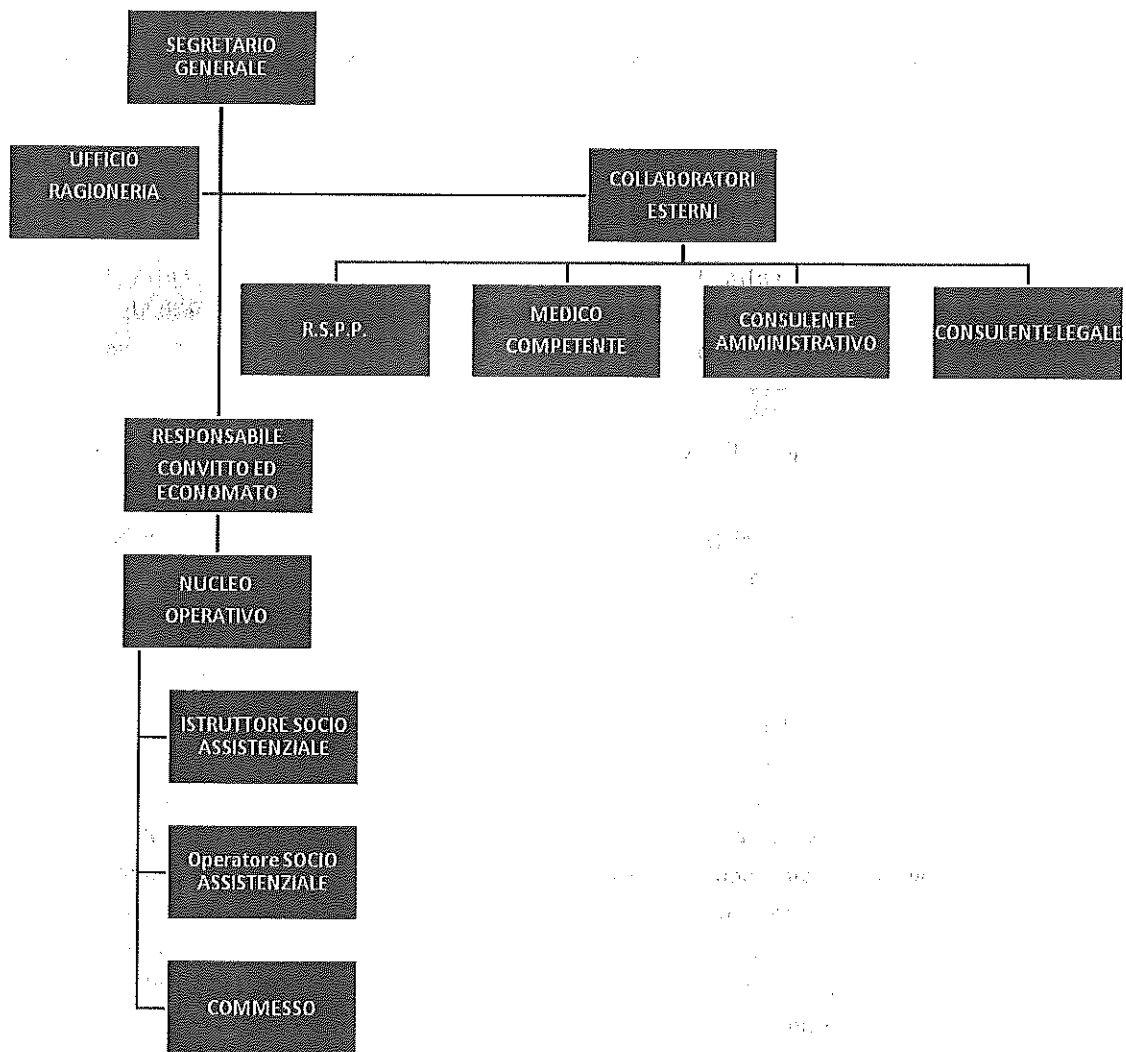 SEGRETARIO
GENERALE
UFFICIO
RAGIONERIA
COLLABORATORI
ESTERNI
R.S.P.P.
MEDICO
COMPETENTE
CONSULENTE
AMMINISTRATIVO
CONSULENTE LEGALE
RESPONSABILE
CONVITTO ED
ECONOMATO
NUCLEO
OPERATIVO
ISTRUTTORE SOCIO
ASSISTENZIALE
Operatore SOCIO
ASSISTENZIALE
COMMESSO